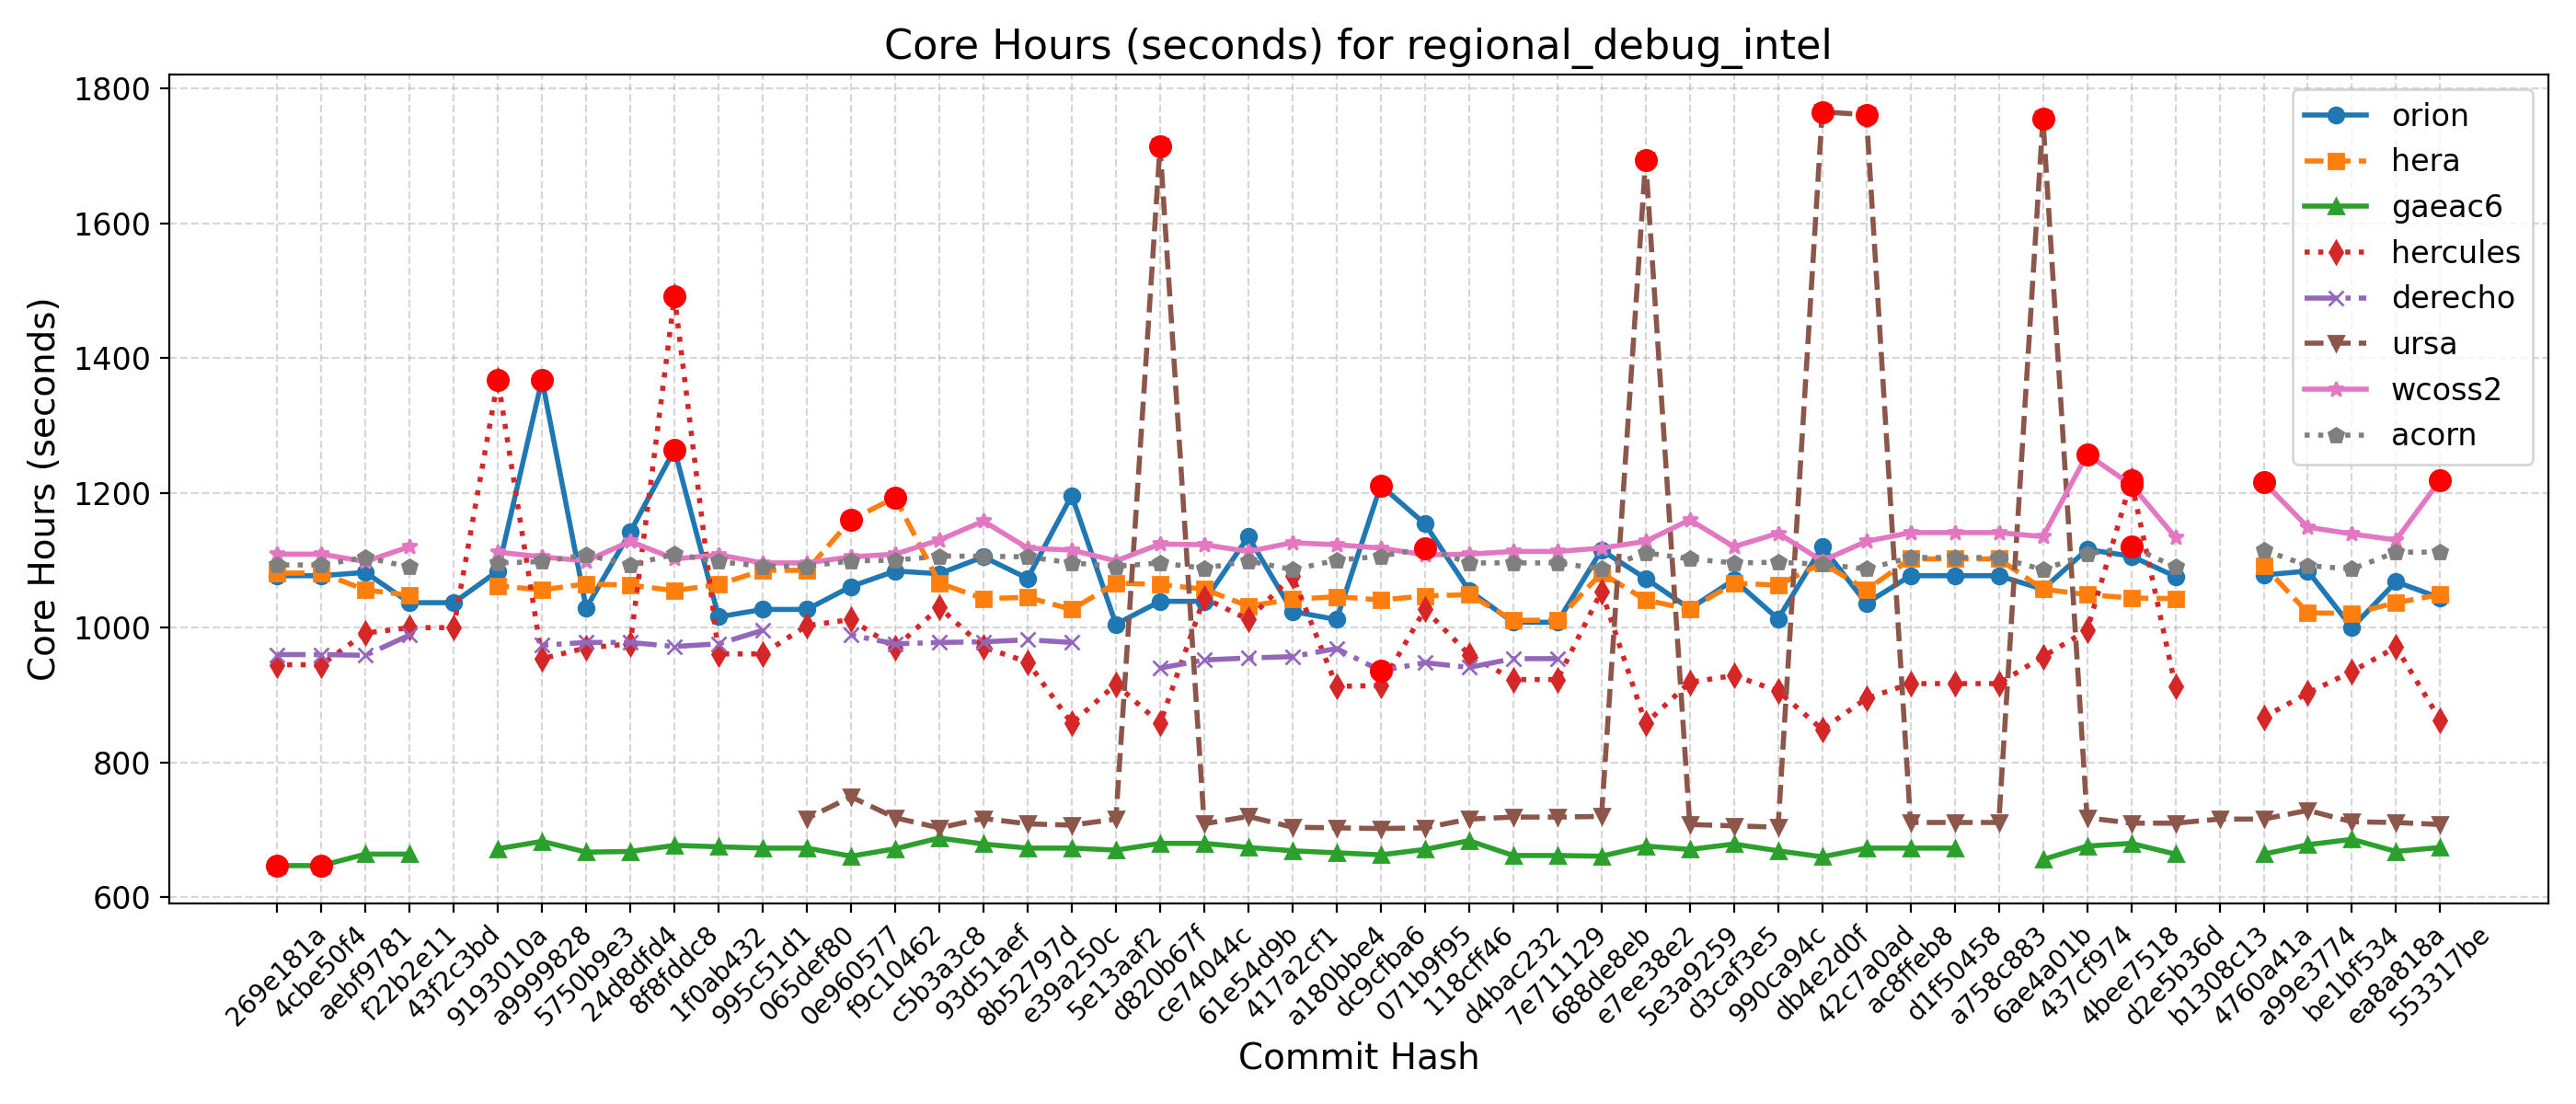 Core Hours (seconds) for regional_debug_intel
Core Hours (seconds)
1800
1600
1400
1200
1000
800
600
orion
hera
gaeac6
hercules
derecho
ursa
wcoss2
acorn
269e181a
4cbe50f4
aebf9781
f22b2e11
43f2c3bd
9193010a
a9999828
5750b9e3
24d8dfd4
8f8fddc8
1f0ab432
995c51d1
065def80
0e960577
f9c10462
c5b3a3c8
93d51aef
8b52797d
e39a250c
5e13aaf2
d820b67f
ce74044c
61e54d9b
417a2cf1
a180bbe4
dc9cfba6
071b9f95
118cff46
d4bac232
7e711129
688de8eb
e7ee38e2
5e3a9259
d3caf3e5
990ca94c
db4e2d0f
42c7a0ad
ac8ffeb8
d1f50458
a758c883
6ae4a01b
437cf974
4bee7518
d2e5b36d
b1308c13
4760a41a
a99e3774
be1bf534
ea8a818a
553317be
Commit Hash